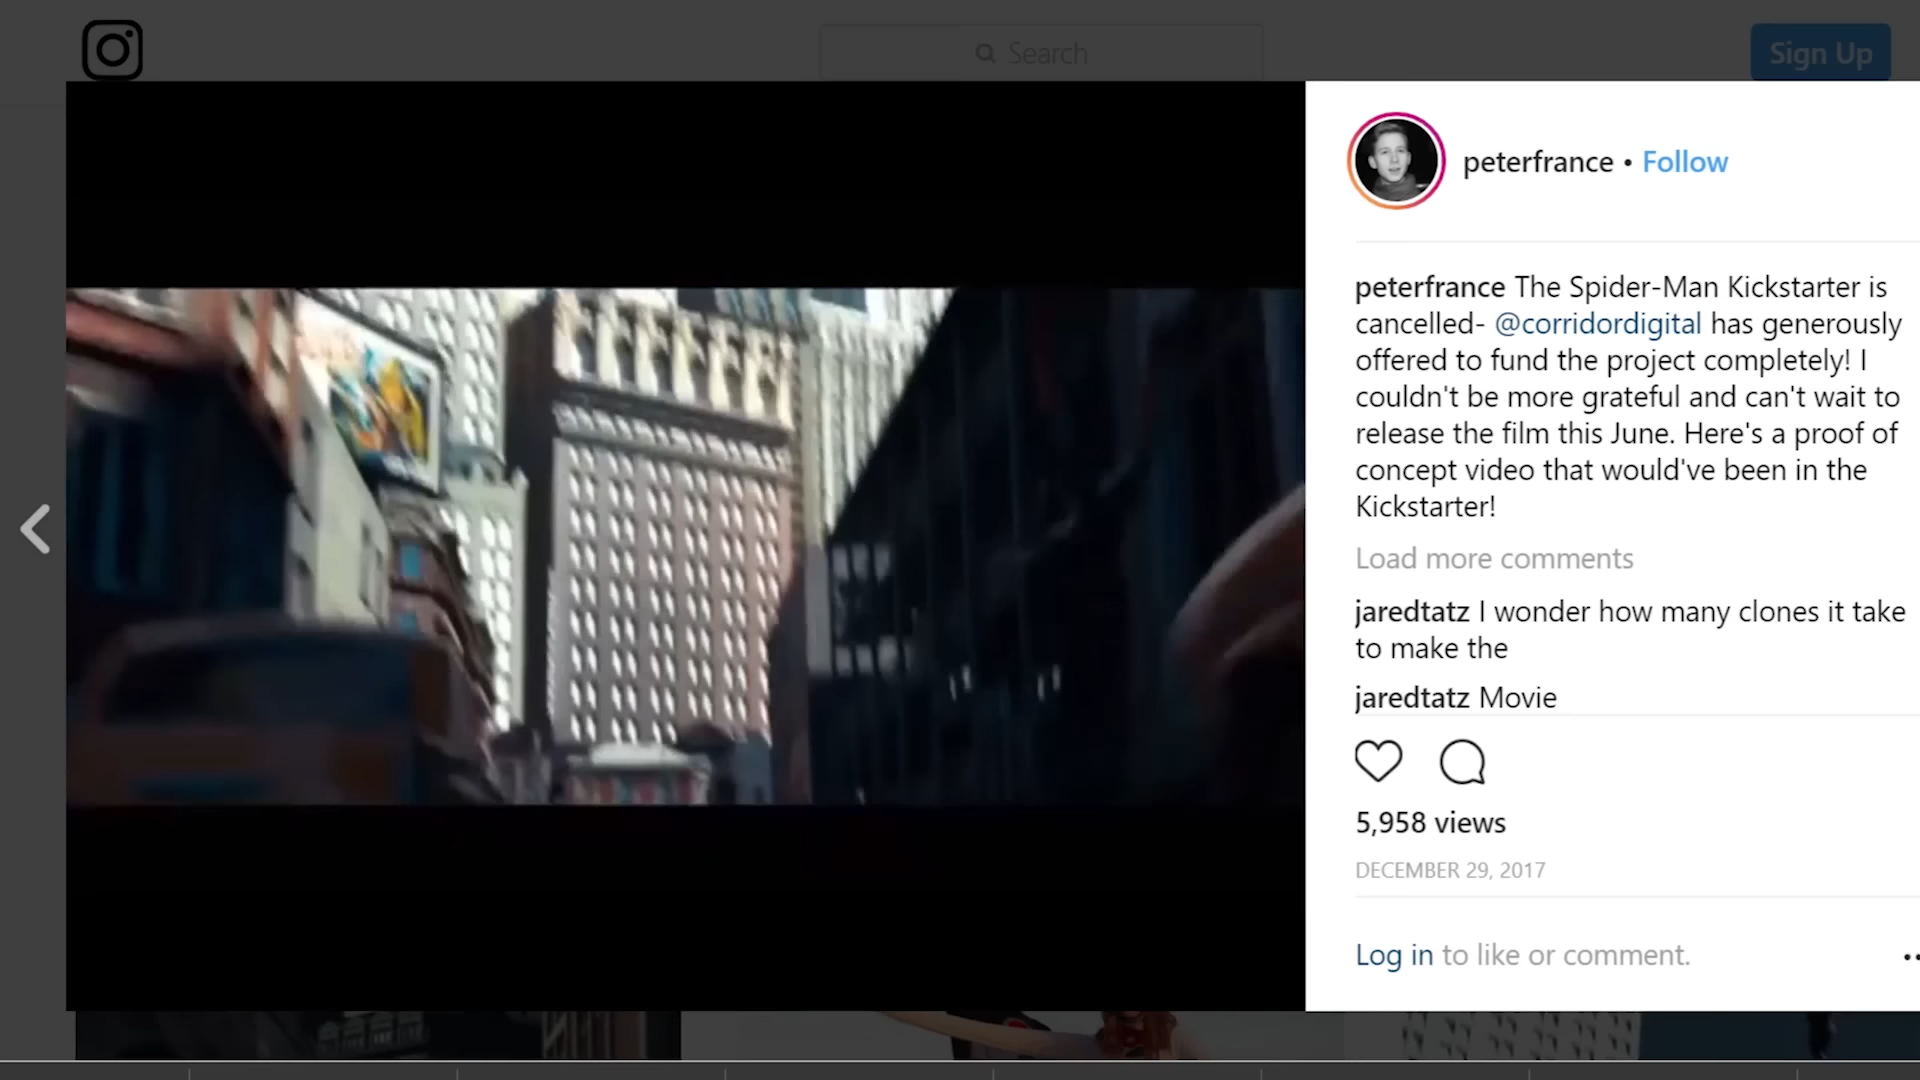 Search
Sign Up
peterfrance • Follow
peterfrance The Spider-Man Kickstarter is
cancelled- @corridordigital has generously
offered to fund the project completely! I
couldn't be more grateful and can't wait to
release the film this June. Here's a proof of
concept video that would've been in the
Kickstarter!
Load more comments
jaredtatz I wonder how many clones it take
to make the
jaredtatz Movie
5,958 views
DECEMBER 29, 2017
Log in to like or comment.